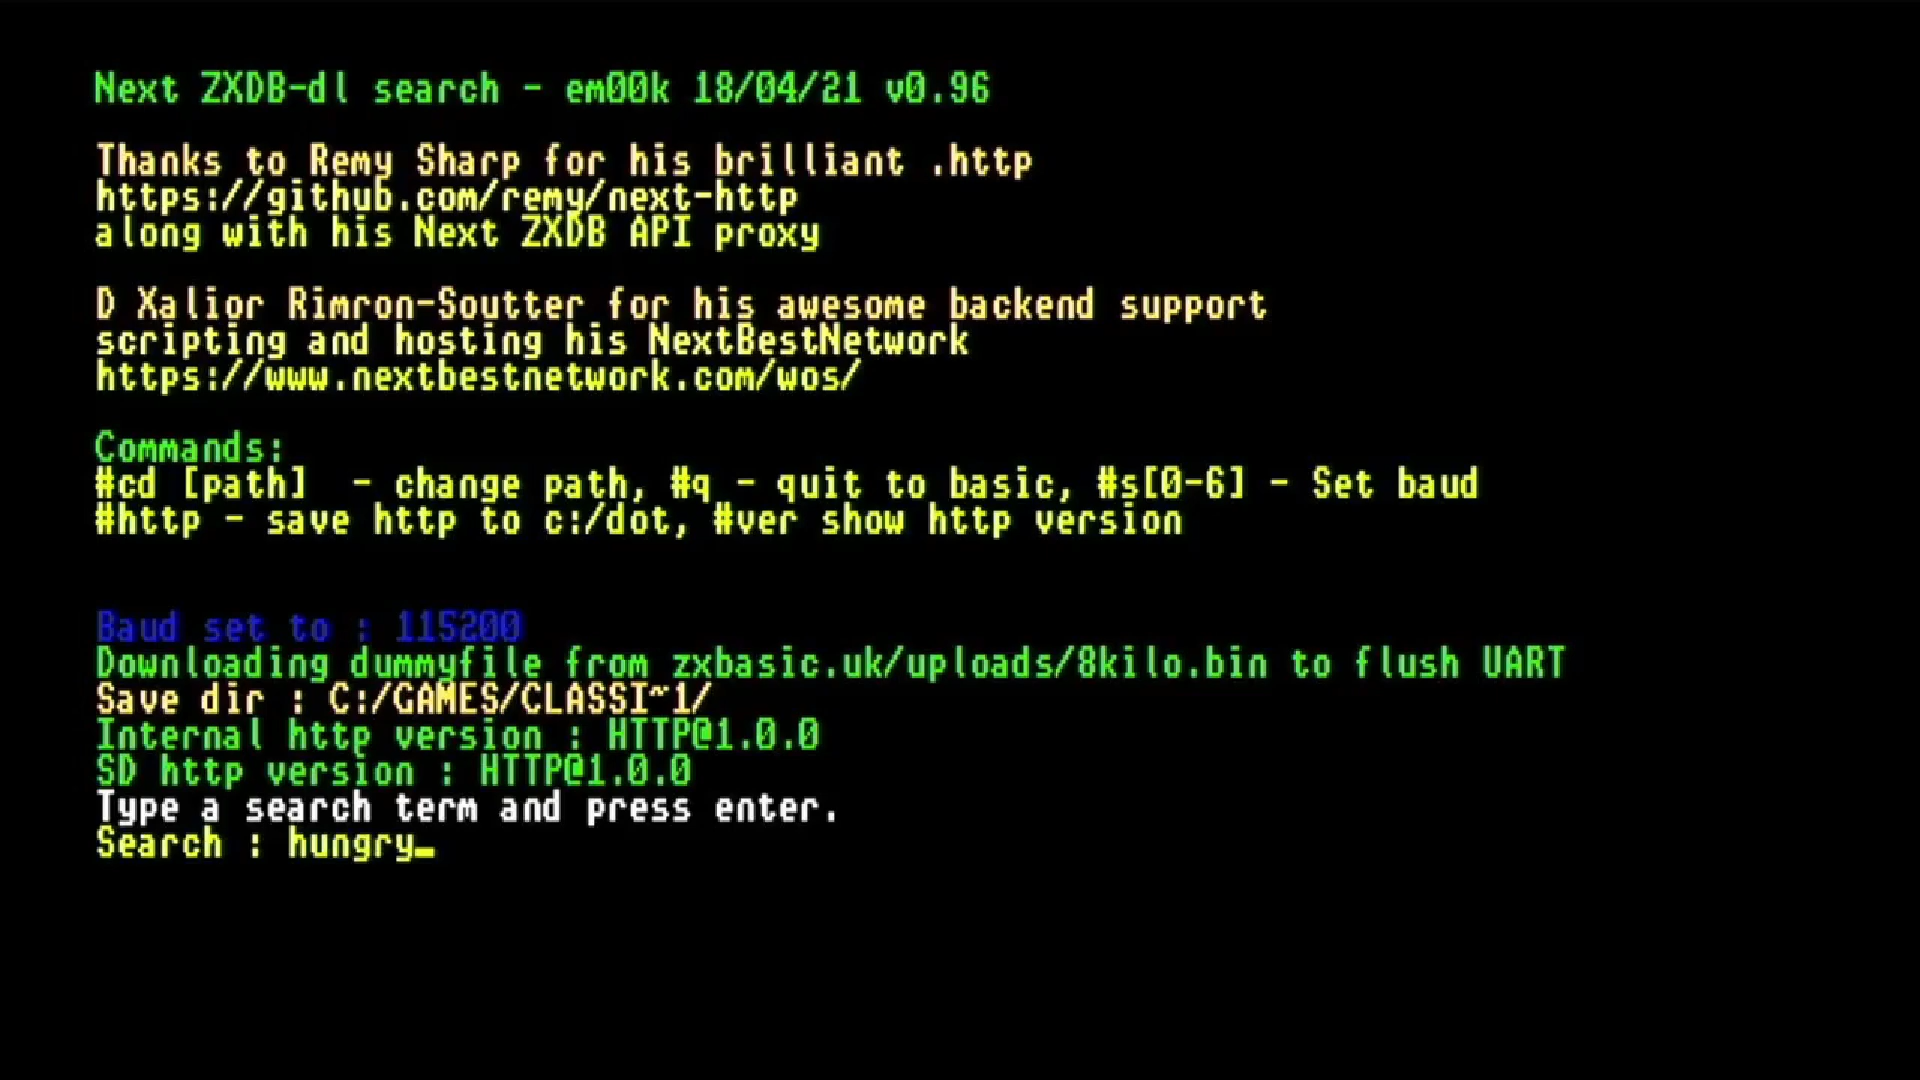 Next ZXDB-dl search - em00k 18/04/21 v0.96
Thanks to Remy Sharp for his brilliant .http
https://github.com/remy/next-http
along with his Next ZXDB API proxy
D Xalior Rimron-Soutter for his awesome backend support
scripting and hosting his NextBestNetwork
https://www.nextbestnetwork.com/wos/
Commands:
#cd [path]  - change path, #q - quit to basic, #s[0-6] - Set baud
#http - save http to c:/dot, #ver show http version
Baud set to : 115200
Downloading dummyfile from zxbasic.uk/uploads/8kilo.bin to flush UART
Save dir : C:/GAMES/CLASSI~1/
Internal http version : HTTP@1.0.0
SD http version : HTTP@1.0.0
Type a search term and press enter.
Search : hungry_